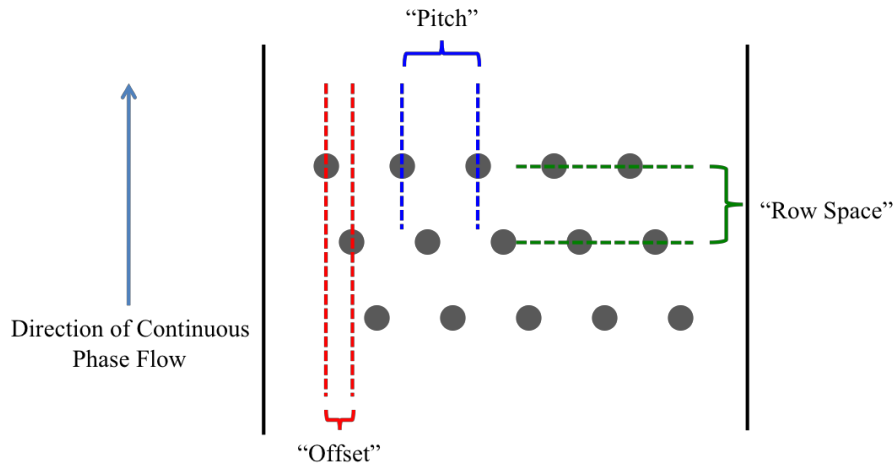 “Pitch”
“Row Space”
Direction of Continuous
Phase Flow
“Offset”